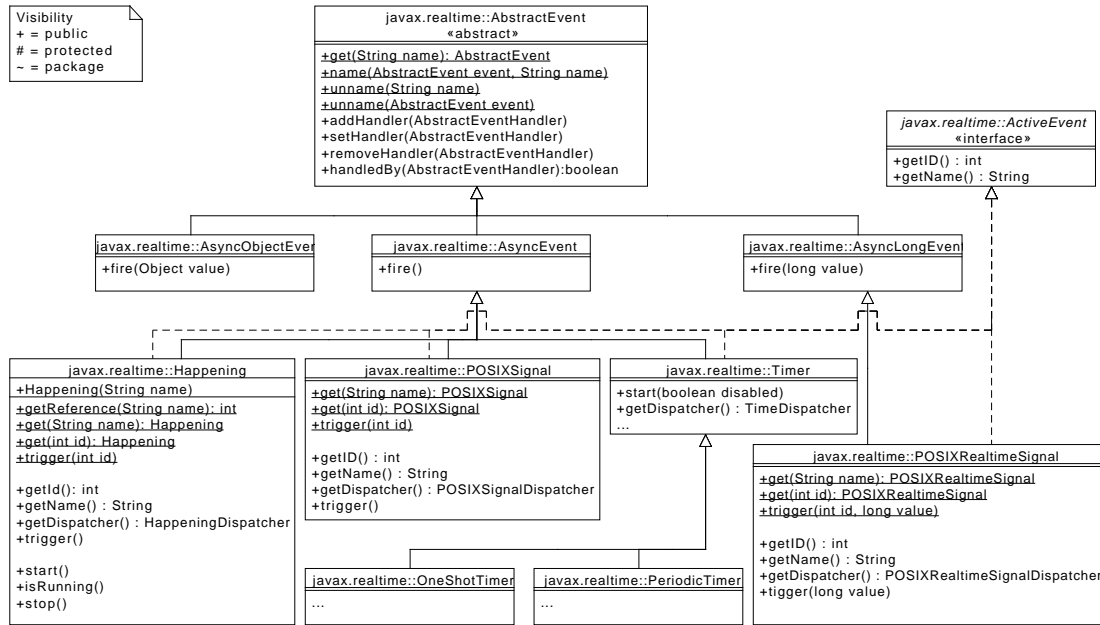 Visibility
+ = public
# = protected
~ = package
javax.realtime::AbstractEvent
«abstract»
+get(String name): AbstractEvent
+name(AbstractEvent event, String name)
+unname(String name)
+unname(AbstractEvent event)
+addHandler(AbstractEventHandler)
+setHandler(AbstractEventHandler)
+removeHandler(AbstractEventHandler)
+handledBy(AbstractEventHandler):boolean
javax.realtime::ActiveEvent
«interface»
+getID() : int
+getName() : String
javax.realtime::AsyncObjectEven
+fire(Object value)
javax.realtime::AsyncEvent
+fire()
javax.realtime::AsyncLongEvent
+fire(long value)
javax.realtime::Happening
+Happening(String name)
+getReference(String name): int
+get(String name): Happening
+get(int id): Happening
+trigger(int id)
+getId(): int
+getName() : String
+getDispatcher() : HappeningDispatcher
+trigger()
+start()
+isRunning()
+stop()
javax.realtime::POSIXSignal
+get(String name): POSIXSignal
+get(int id): POSIXSignal
+trigger(int id)
+getID() : int
+getName() : String
+getDispatcher() : POSIXSignalDispatcher
+trigger()
javax.realtime::Timer
+start(boolean disabled)
+getDispatcher() : TimeDispatcher
...
javax.realtime::POSIXRealtimeSignal
+get(String name): POSIXRealtimeSignal
+get(int id): POSIXRealtimeSignal
+trigger(int id, long value)
+getID() : int
+getName() : String
+getDispatcher() : POSIXRealtimeSignalDispatcher
+tigger(long value)
javax.realtime::OneShotTimer
...
javax.realtime::PeriodicTimer
...